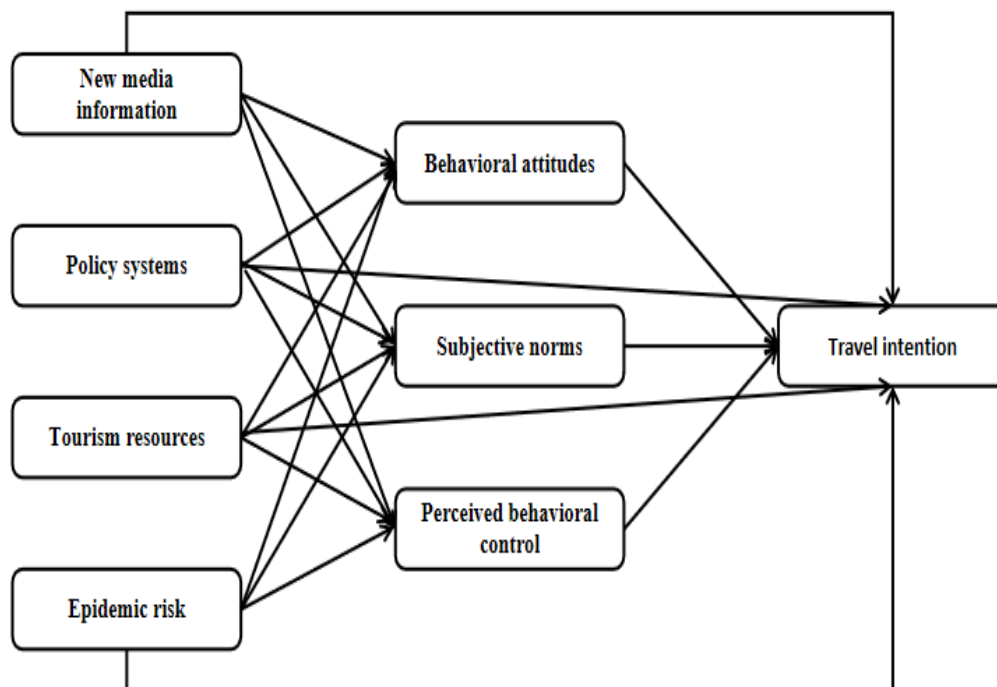 New media
information
Behavioral attitudes
Policy systems
Subjective norms
Travel intention
Tourism resources
Perceived behavioral
control
Epidemic risk